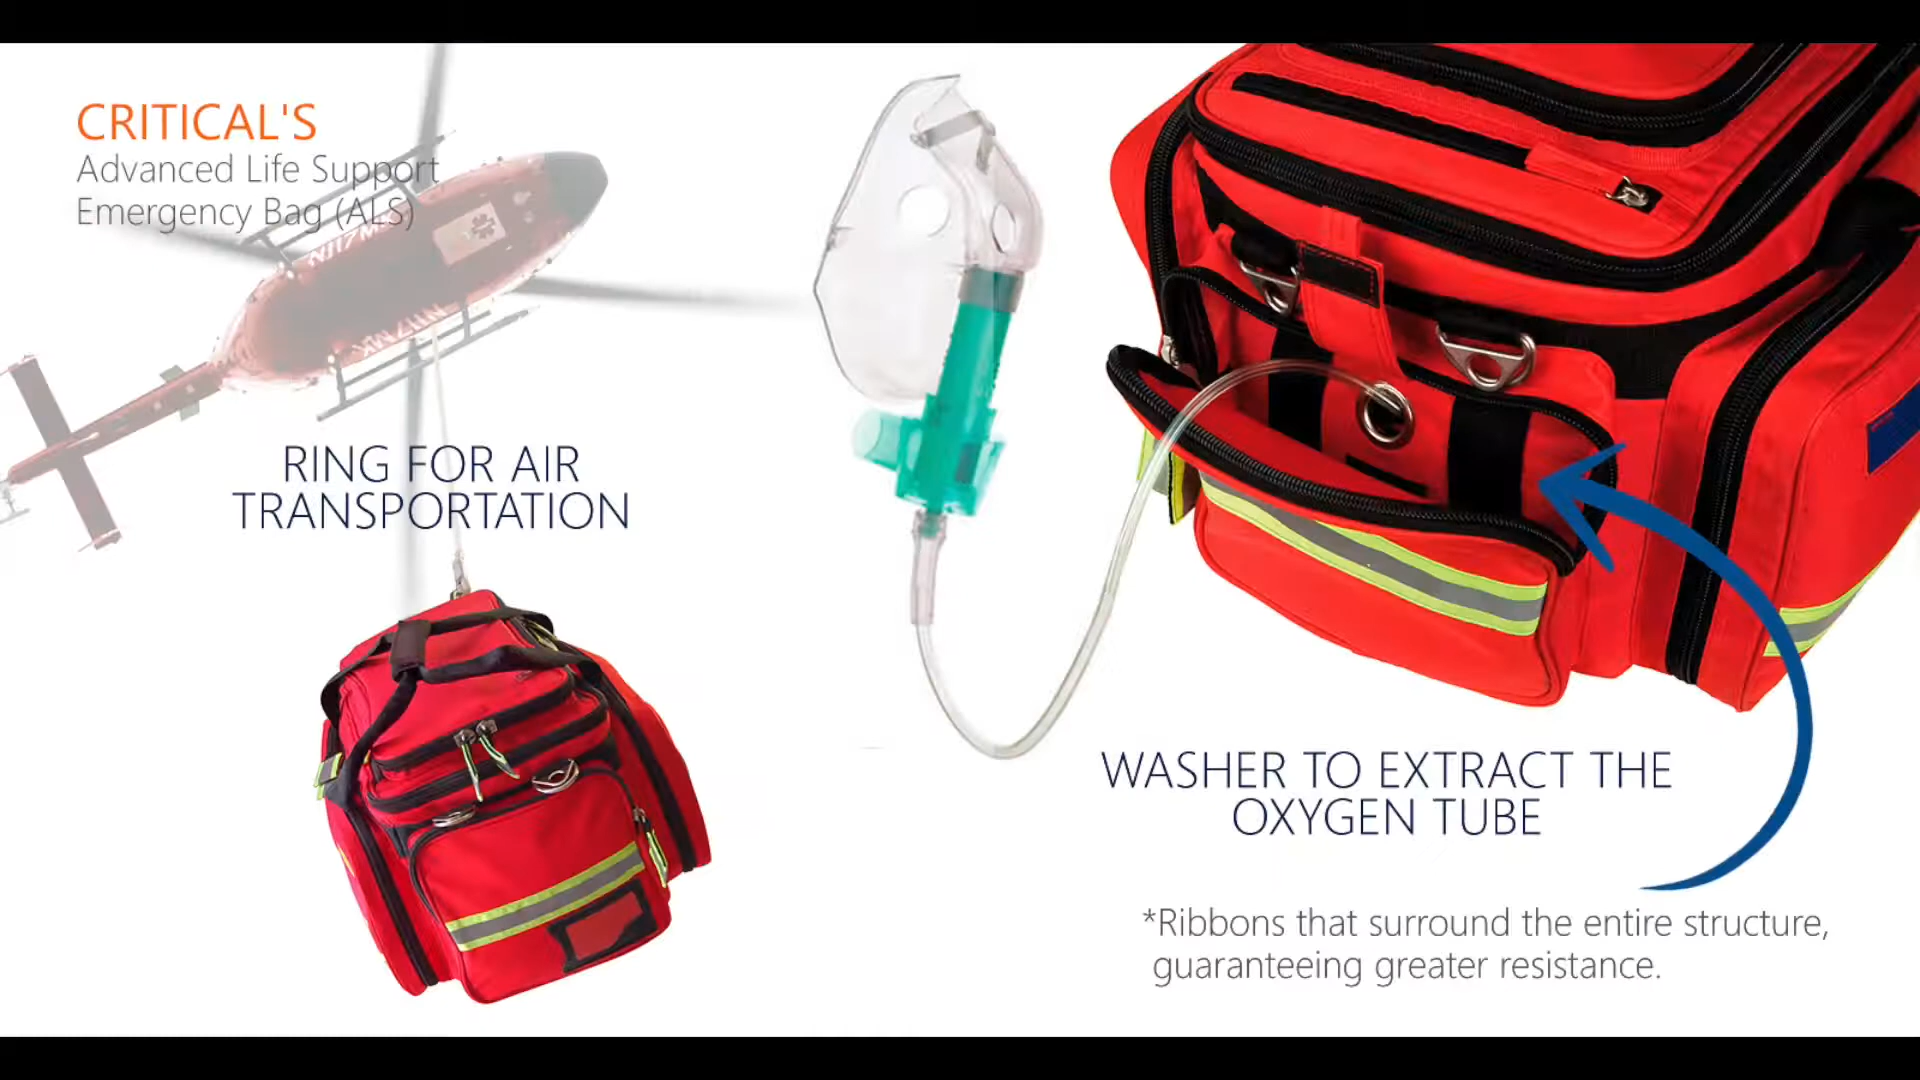 CRITICAL'S
Advanced Life Support
Emergency Bag (ALS)
RING FOR AIR
TRANSPORTATION
WASHER TO EXTRACT THE
OXYGEN TUBE
*Ribbons that surround the entire structure,
guaranteeing greater resistance.